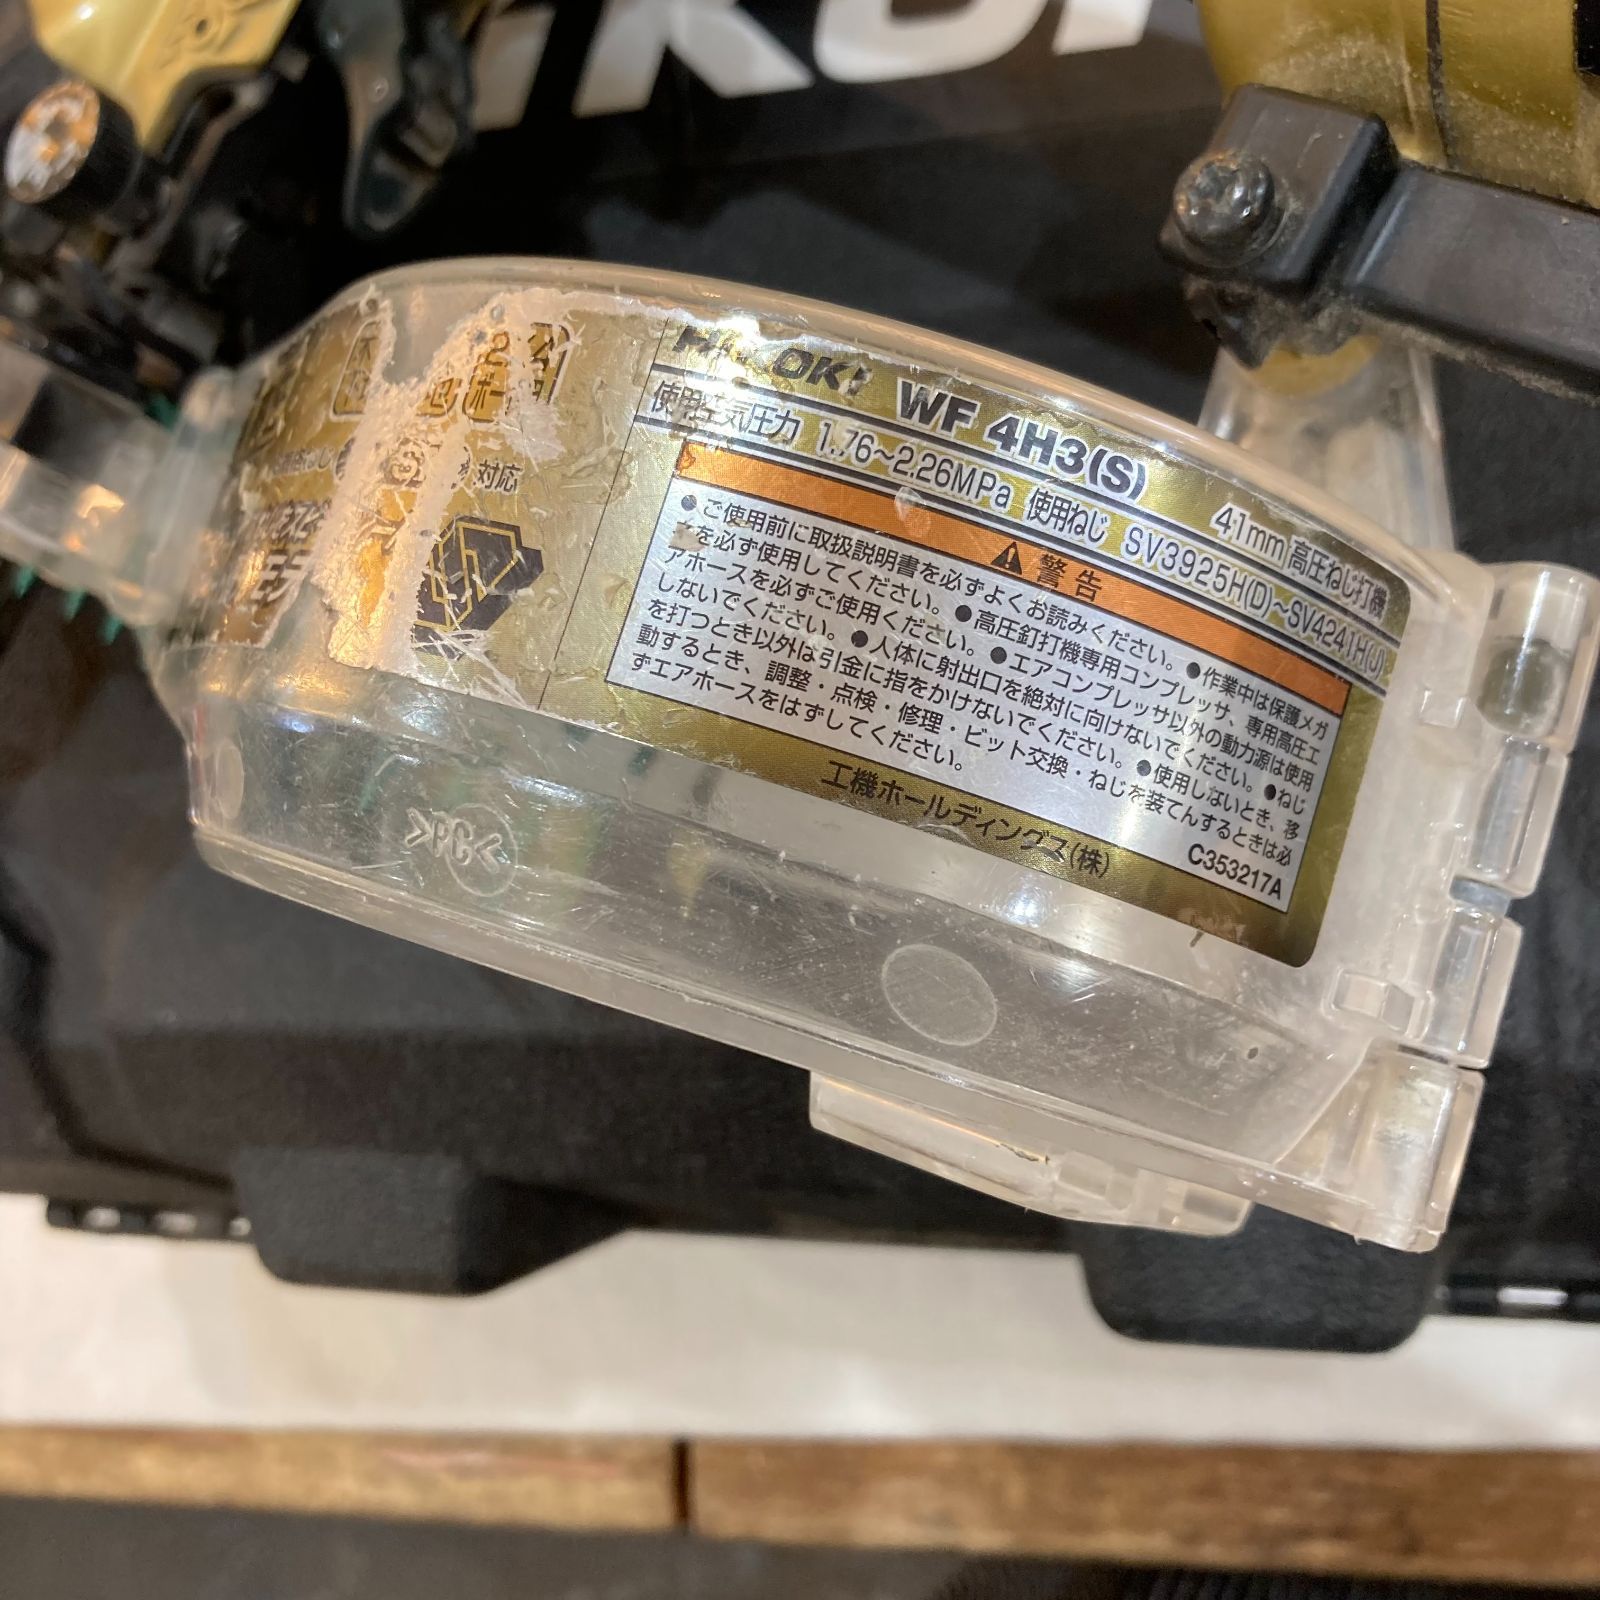 HiKOKI WF 4H3(S) 41mm 高圧ねじ打機
使用空気圧力 1.76~2.26MPa 使用ねじ SV3925H(D)~SV4241H(J)
警告
●ご使用前に取扱説明書を必ずよくお読みください。●作業中は保護メガ
ネを必ず使用してください。●高圧釘打機専用コンプレッサ、専用高圧エ
アホースを必ずご使用ください。●エアコンプレッサ以外の動力源は使用
しないでください。●人体に射出口を絶対に向けないでください。●ねじ
を打つとき以外は引金に指をかけないでください。●使用しないとき、移
動するとき、調整・点検・修理・ビット交換・ねじを装てんするときは必
ずエアホースをはずしてください。
C353217A
工機ホールディングス(株)
対応
>PC<